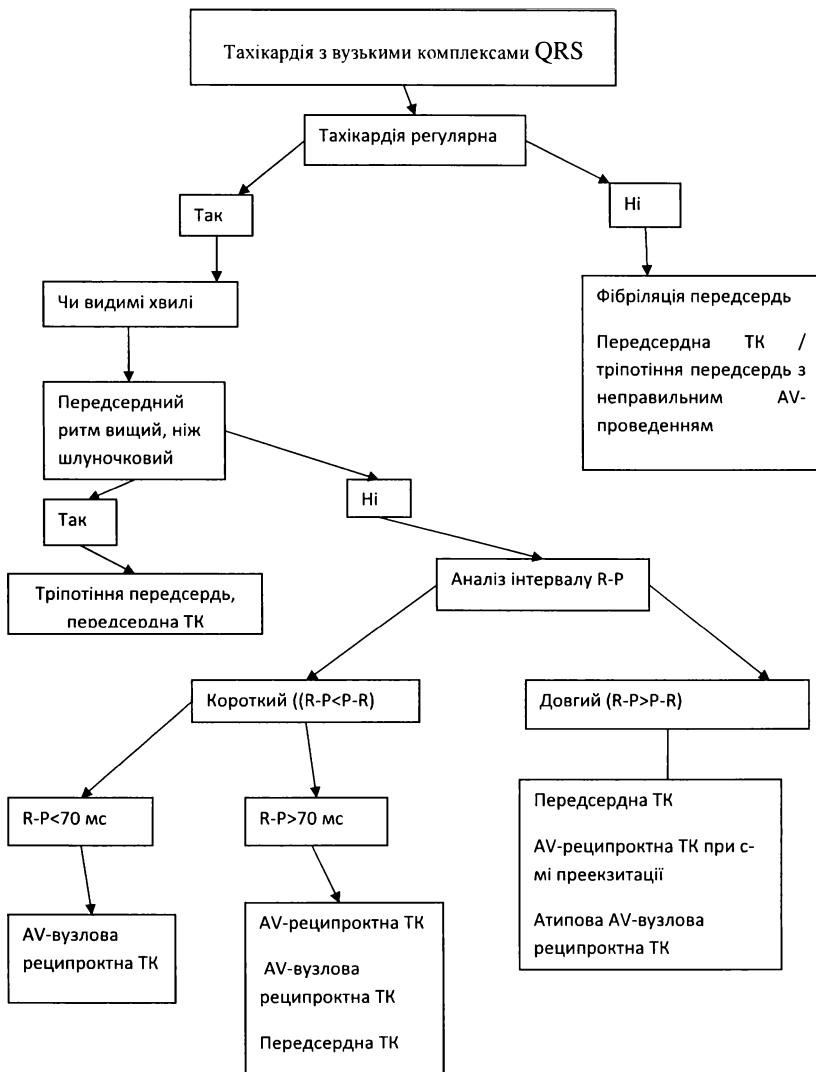 Тахікардія з вузькими комплексами QRS
Тахікардія регулярна
Так
Ні
Чи видимі хвилі
Фібріляція передсердь
Передсердна ТК /
тріпотіння передсердь з
неправильним AV-
проведенням
Передсердний
ритм вищий, ніж
шлуночковий
Так
Ні
Тріпотіння передсердь,
передсердна ТК
Аналіз інтервалу R-P
Короткий ((R-P<P-R)
Довгий (R-P>P-R)
R-P<70 мс
R-P>70 мс
Передсердна ТК
AV-реципроктна ТК при с-
мі преекзитації
Атипова AV-вузлова
реципроктна ТК
AV-вузлова
реципроктна ТК
AV-реципроктна ТК
AV-вузлова
реципроктна ТК
Передсердна ТК